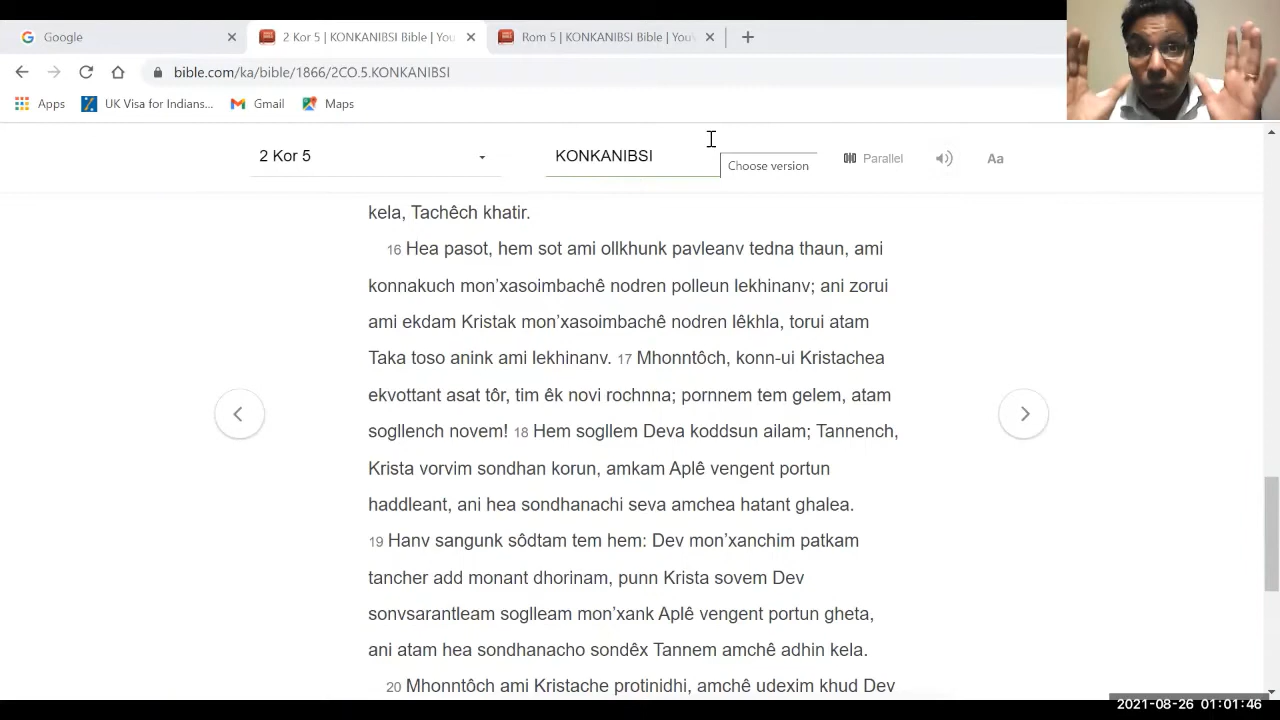 Google
2 Kor 5 | KONKANIBSI Bible | You
Rom 5 | KONKANIBSI Bible | You
bible.com/ka/bible/1866/2CO.5.KONKANIBSI
Apps
UK Visa for Indians...
Gmail
Maps
2 Kor 5
KONKANIBSI
Choose version
Parallel
Aa
kela, Tachêch khatir.
16 Hea pasot, hem sot ami ollkhunk pavleanv tedna thaun, ami
konnakuch mon’xasoimbachê nodren polleun lekhinanv; ani zorui
ami ekdam Kristak mon’xasoimbachê nodren lêkhla, torui atam
Taka toso anink ami lekhinanv. 17 Mhonntôch, konn-ui Kristachea
ekvottant asat tôr, tim êk novi rochnna; pornnem tem gelem, atam
sogllench novem! 18 Hem sogllem Deva koddsun ailam; Tannench,
Krista vorvim sondhan korun, amkam Aplê vengent portun
haddleant, ani hea sondhanachi seva amchea hatant ghalea.
19 Hanv sangunk sôdtam tem hem: Dev mon’xanchim patkam
tancher add monant dhorinam, punn Krista sovem Dev
sonvsarantleam soglleam mon’xank Aplê vengent portun gheta,
ani atam hea sondhanacho sondêx Tannem amchê adhin kela.
20 Mhonntôch ami Kristache protinidhi, amchê udexim khud Dev
2021-08-26 01:01:46